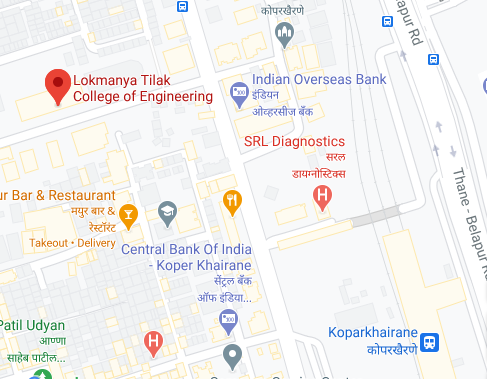 कोपरखैरणे
Belapur Rd
Lokmanya Tilak
College of Engineering
Indian Overseas Bank
इंडियन
ओव्हरसीज बँक
SRL Diagnostics
सरल
डायग्नोस्टिक्स
ur Bar & Restaurant
मयुर बार &
रेस्टॉरंट
Takeout • Delivery
Central Bank Of India
- Koper Khairane
सेंट्रल बँक
ऑफ इंडिया...
Thane - Belapur Rd
Patil Udyan
आण्णा
साहेब पाटील...
Koparkhairane
कोपरखैरणे